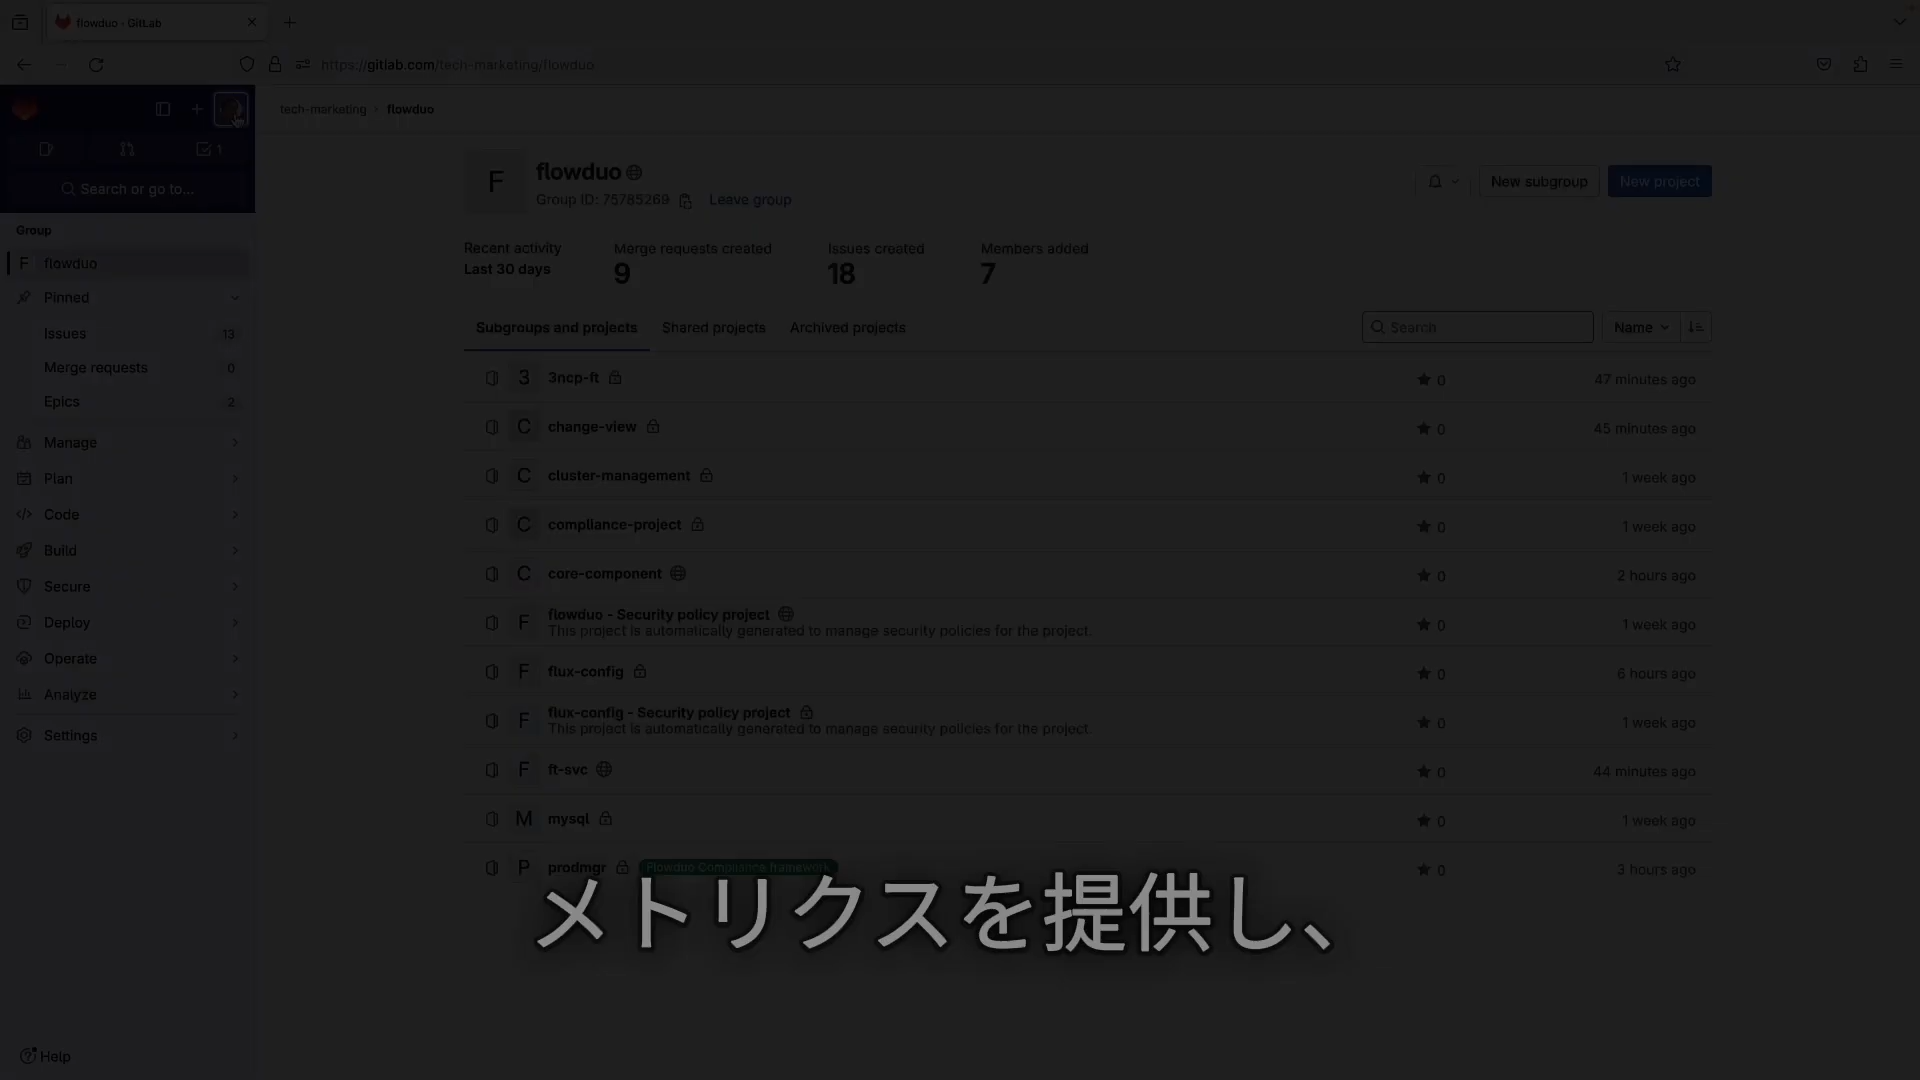 flowduo · GitLab
https://gitlab.com/tech-marketing/flowduo
1
Search or go to...
Group
F flowduo
Pinned
Issues 13
Merge requests 0
Epics 2
Manage
Plan
Code
Build
Secure
Deploy
Operate
Analyze
Settings
Help
tech-marketing › flowduo
F
flowduo
Group ID: 75785269 Leave group
New subgroup
New project
Recent activity
Last 30 days
Merge requests created
9
Issues created
18
Members added
7
Subgroups and projects Shared projects Archived projects
Search
Name
3 3ncp-ft 0 47 minutes ago
C change-view 0 45 minutes ago
C cluster-management 0 1 week ago
C compliance-project 0 1 week ago
C core-component 0 2 hours ago
F flowduo - Security policy project 0 1 week ago
This project is automatically generated to manage security policies for the project.
F flux-config 0 6 hours ago
F flux-config - Security policy project 0 1 week ago
This project is automatically generated to manage security policies for the project.
F ft-svc 0 44 minutes ago
M mysql 0 1 week ago
P prodmgr Flowduo Compliance framework 0 3 hours ago
メトリクスを提供し、